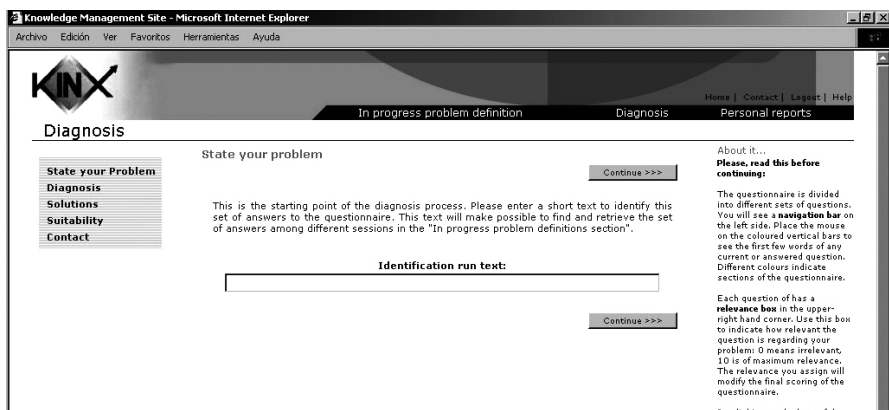 Knowledge Management Site - Microsoft Internet Explorer
Archivo Edición Ver Favoritos Herramientas Ayuda
KINX
Home | Contact | Logout | Help
In progress problem definition Diagnosis Personal reports
Diagnosis
State your Problem
Diagnosis
Solutions
Suitability
Contact
State your problem
Continue >>>
This is the starting point of the diagnosis process. Please enter a short text to identify this
set of answers to the questionnaire. This text will make possible to find and retrieve the set
of answers among different sessions in the "In progress problem definitions section".
Identification run text:
Continue >>>
About it...
Please, read this before
continuing:
The questionnaire is divided
into different sets of questions.
You will see a navigation bar on
the left side. Place the mouse
on the coloured vertical bars to
see the first few words of any
current or answered question.
Different colours indicate
sections of the questionnaire.
Each question of has a
relevance box in the upper-
right hand corner. Use this box
to indicate how relevant the
question is regarding your
problem: 0 means irrelevant,
10 is of maximum relevance.
The relevance you assign will
modify the final scoring of the
questionnaire.